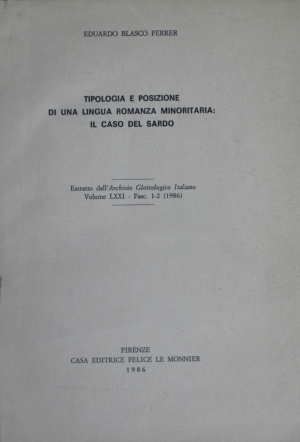 EDUARDO BLASCO FERRER
TIPOLOGIA E POSIZIONE
DI UNA LINGUA ROMANZA MINORITARIA:
IL CASO DEL SARDO
Estratto dall'Archivio Glottologico Italiano
Volume LXXI - Fasc. 1-2 (1986)
FIRENZE
CASA EDITRICE FELICE LE MONNIER
1986